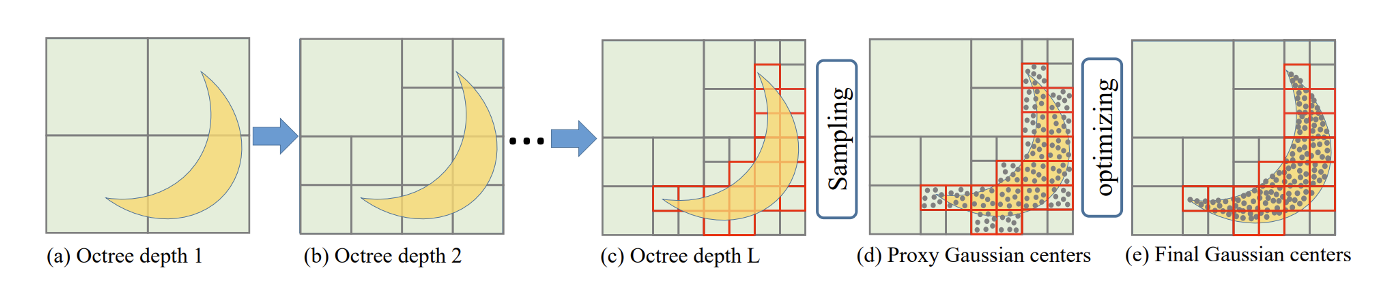 Sampling
optimizing
(a) Octree depth 1
(b) Octree depth 2
(c) Octree depth L
(d) Proxy Gaussian centers
(e) Final Gaussian centers